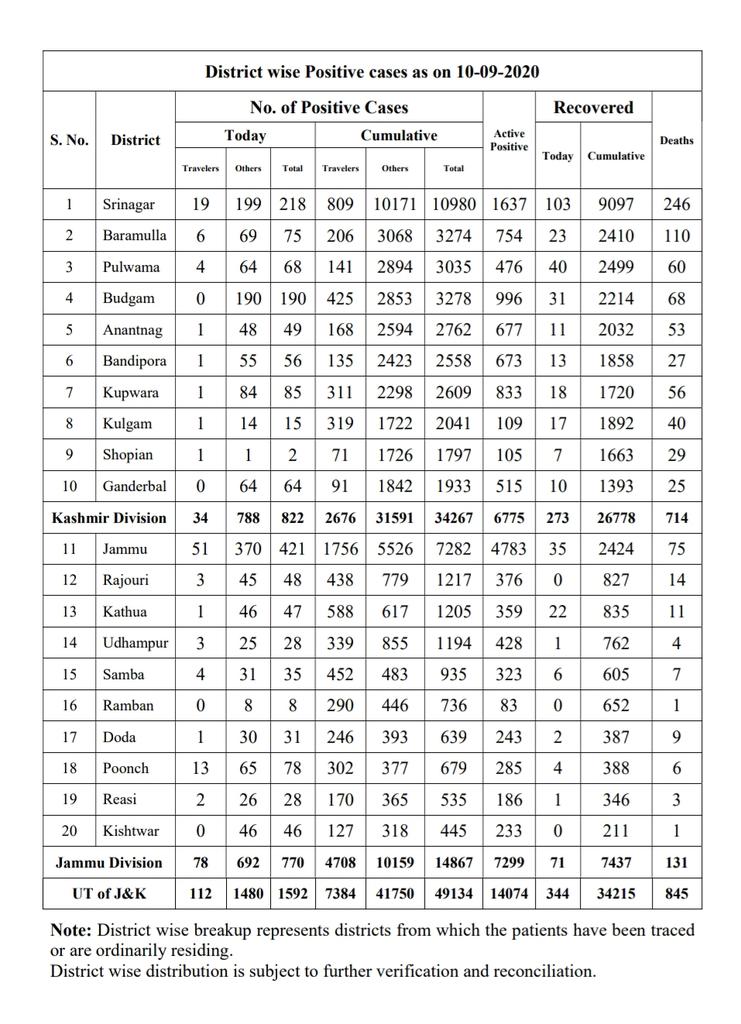 District wise Positive cases as on 10-09-2020
S. No. District No. of Positive Cases Active Positive Recovered Deaths
Today Cumulative Today Cumulative
Travelers Others Total Travelers Others Total
1 Srinagar 19 199 218 809 10171 10980 1637 103 9097 246
2 Baramulla 6 69 75 206 3068 3274 754 23 2410 110
3 Pulwama 4 64 68 141 2894 3035 476 40 2499 60
4 Budgam 0 190 190 425 2853 3278 996 31 2214 68
5 Anantnag 1 48 49 168 2594 2762 677 11 2032 53
6 Bandipora 1 55 56 135 2423 2558 673 13 1858 27
7 Kupwara 1 84 85 311 2298 2609 833 18 1720 56
8 Kulgam 1 14 15 319 1722 2041 109 17 1892 40
9 Shopian 1 1 2 71 1726 1797 105 7 1663 29
10 Ganderbal 0 64 64 91 1842 1933 515 10 1393 25
Kashmir Division 34 788 822 2676 31591 34267 6775 273 26778 714
11 Jammu 51 370 421 1756 5526 7282 4783 35 2424 75
12 Rajouri 3 45 48 438 779 1217 376 0 827 14
13 Kathua 1 46 47 588 617 1205 359 22 835 11
14 Udhampur 3 25 28 339 855 1194 428 1 762 4
15 Samba 4 31 35 452 483 935 323 6 605 7
16 Ramban 0 8 8 290 446 736 83 0 652 1
17 Doda 1 30 31 246 393 639 243 2 387 9
18 Poonch 13 65 78 302 377 679 285 4 388 6
19 Reasi 2 26 28 170 365 535 186 1 346 3
20 Kishtwar 0 46 46 127 318 445 233 0 211 1
Jammu Division 78 692 770 4708 10159 14867 7299 71 7437 131
UT of J&K 112 1480 1592 7384 41750 49134 14074 344 34215 845
Note: District wise breakup represents districts from which the patients have been traced
or are ordinarily residing.
District wise distribution is subject to further verification and reconciliation.